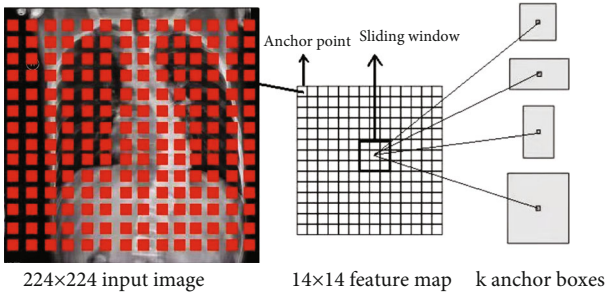 Anchor point
Sliding window
224×224 input image
14×14 feature map
k anchor boxes